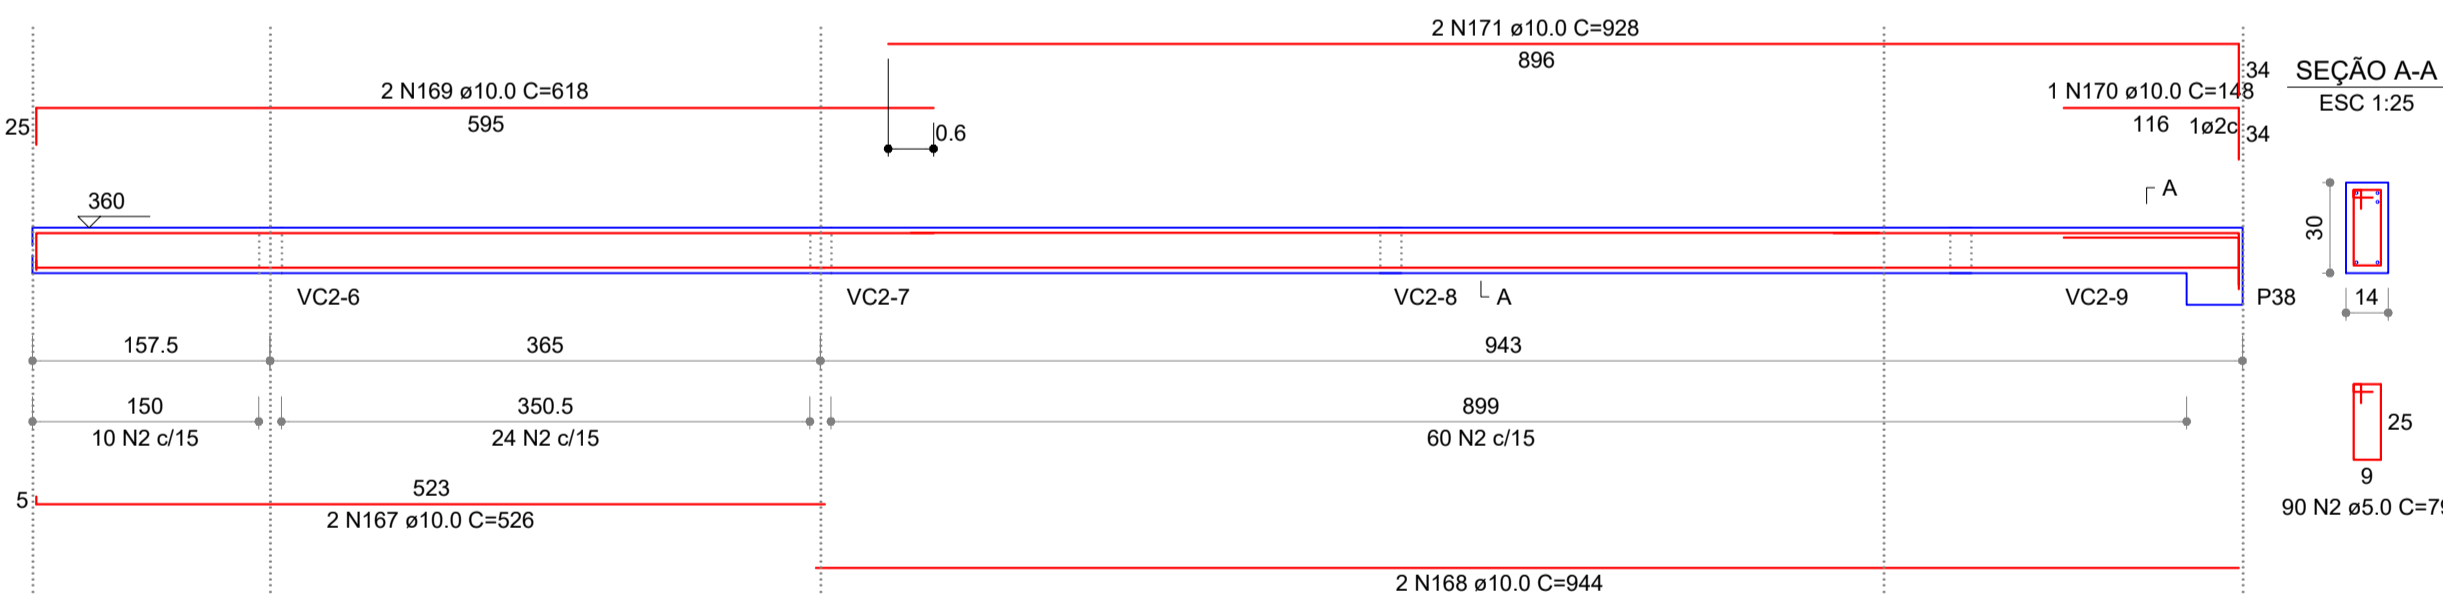 2 N171 ø10.0 C=928
896
34
SEÇÃO A-A
ESC 1:25
2 N169 ø10.0 C=618
595
25
0.6
1 N170 ø10.0 C=148
116 1ø2c
34
360
A
30
14
VC2-6
VC2-7
VC2-8
A
VC2-9
P38
157.5
365
943
150
350.5
899
10 N2 c/15
24 N2 c/15
60 N2 c/15
25
9
90 N2 ø5.0 C=79
523
5
2 N167 ø10.0 C=526
2 N168 ø10.0 C=944